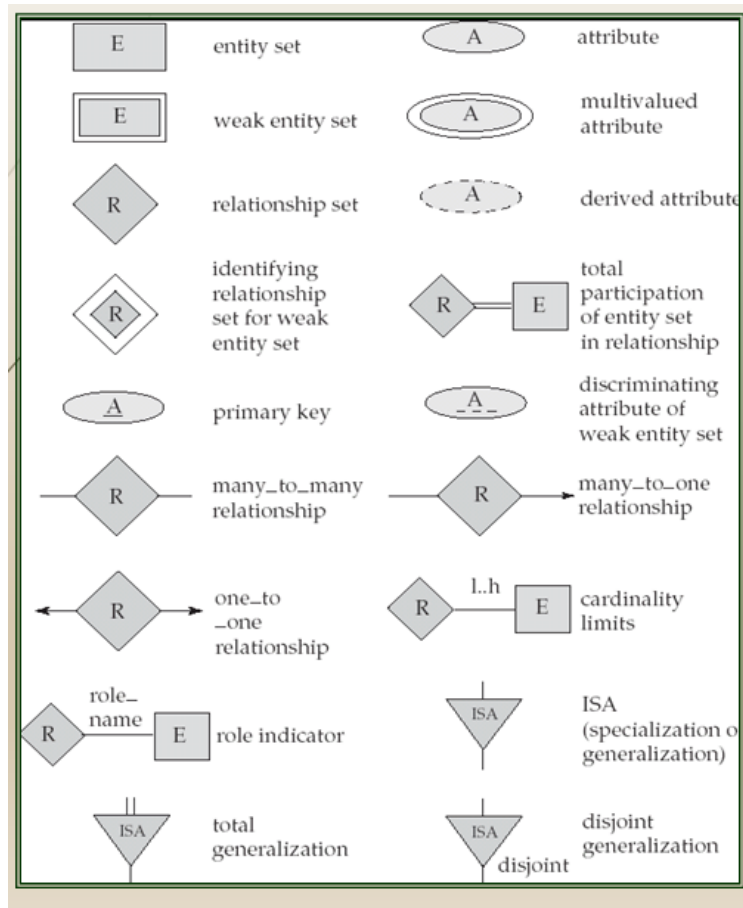 E
entity set
A
attribute
E
weak entity set
A
multivalued
attribute
R
relationship set
A
derived attribute
R
identifying
relationship
set for weak
entity set
R
E
total
participation
of entity set
in relationship
A
primary key
A
discriminating
attribute of
weak entity set
R
many_to_many
relationship
R
many_to_one
relationship
R
one_to
_one
relationship
R
l..h
E
cardinality
limits
R
role_
name
E
role indicator
ISA
ISA
(specialization o
generalization)
ISA
total
generalization
ISA
disjoint
disjoint
generalization